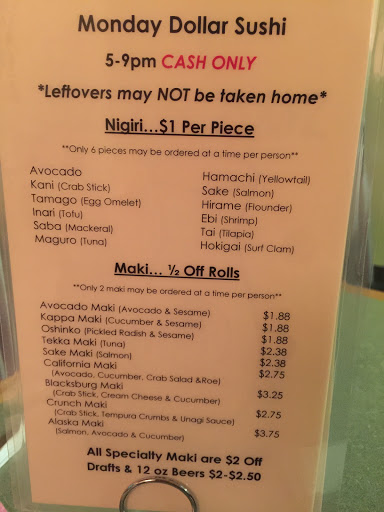 Monday Dollar Sushi
5-9pm CASH ONLY
*Leftovers may NOT be taken home*
Nigiri...$1 Per Piece
**Only 6 pieces may be ordered at a time per person**
Avocado
Kani (Crab Stick)
Tamago (Egg Omelet)
Inari (Tofu)
Saba (Mackeral)
Maguro (Tuna)
Hamachi (Yellowtail)
Sake (Salmon)
Hirame (Flounder)
Ebi (Shrimp)
Tai (Tilapia)
Hokigai (Surf Clam)
Maki... ½ Off Rolls
**Only 2 maki may be ordered at a time per person**
Avocado Maki (Avocado & Sesame) $1.88
Kappa Maki (Cucumber & Sesame) $1.88
Oshinko (Pickled Radish & Sesame) $1.88
Tekka Maki (Tuna) $2.38
Sake Maki (Salmon) $2.38
California Maki $2.75
(Avocado, Cucumber, Crab Salad &Roe)
Blacksburg Maki $3.25
(Crab Stick, Cream Cheese & Cucumber)
Crunch Maki $2.75
(Crab Stick, Tempura Crumbs & Unagi Sauce)
Alaska Maki $3.75
(Salmon, Avocado & Cucumber)
All Specialty Maki are $2 Off
Drafts & 12 oz Beers $2-$2.50